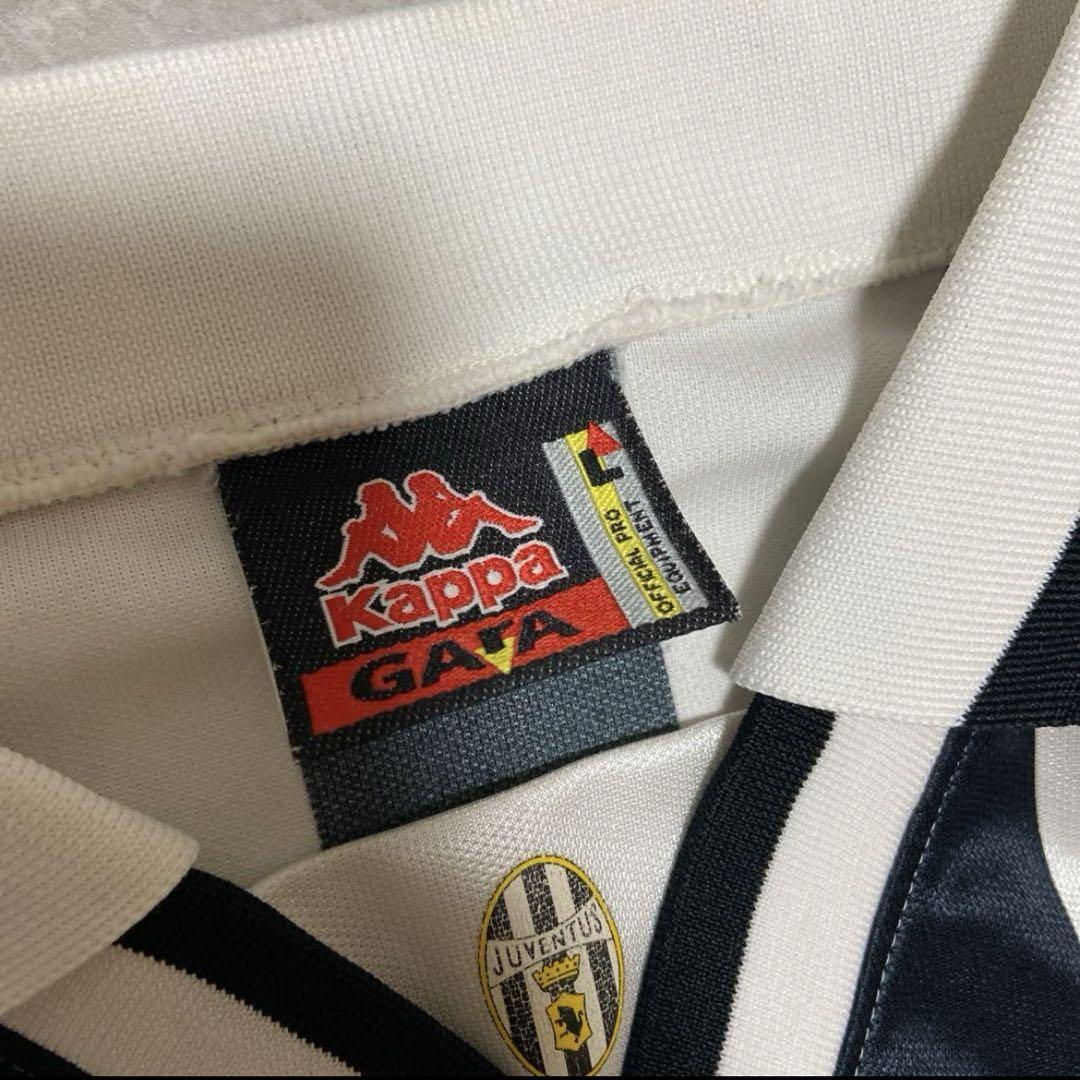 Kappa
GArA
L
OFFICIAL PRO
EQUIPMENT
JUVENTUS